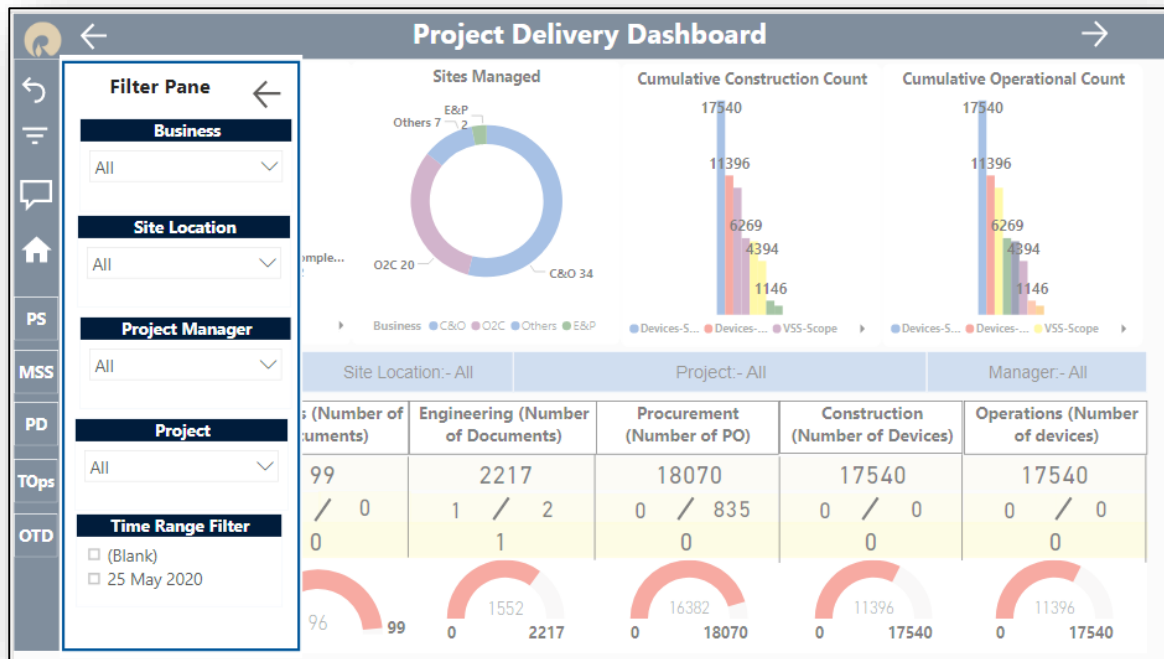 Project Delivery Dashboard
Filter Pane
Business
All
Site Location
All
Project Manager
All
Project
All
Time Range Filter
(Blank)
25 May 2020
PS
MSS
PD
TOps
OTD
Sites Managed
E&P
2
Others 7
O2C 20
C&O 34
Business C&O O2C Others E&P
Cumulative Construction Count
17540
11396
6269
4394
1146
Devices-S... Devices-... VSS-Scope
Cumulative Operational Count
17540
11396
6269
4394
1146
Devices-S... Devices-... VSS-Scope
Site Location:- All Project:- All Manager:- All
(Number of
Engineering (Number
of Documents)
Procurement
(Number of PO)
Construction
(Number of Devices)
Operations (Number
of devices)
99 2217 18070 17540 17540
/ 0 1 / 2 0 / 835 0 / 0 0 / 0
0 1 0 0 0
96 1552 16382 11396 11396
99 0 2217 0 18070 0 17540 0 17540